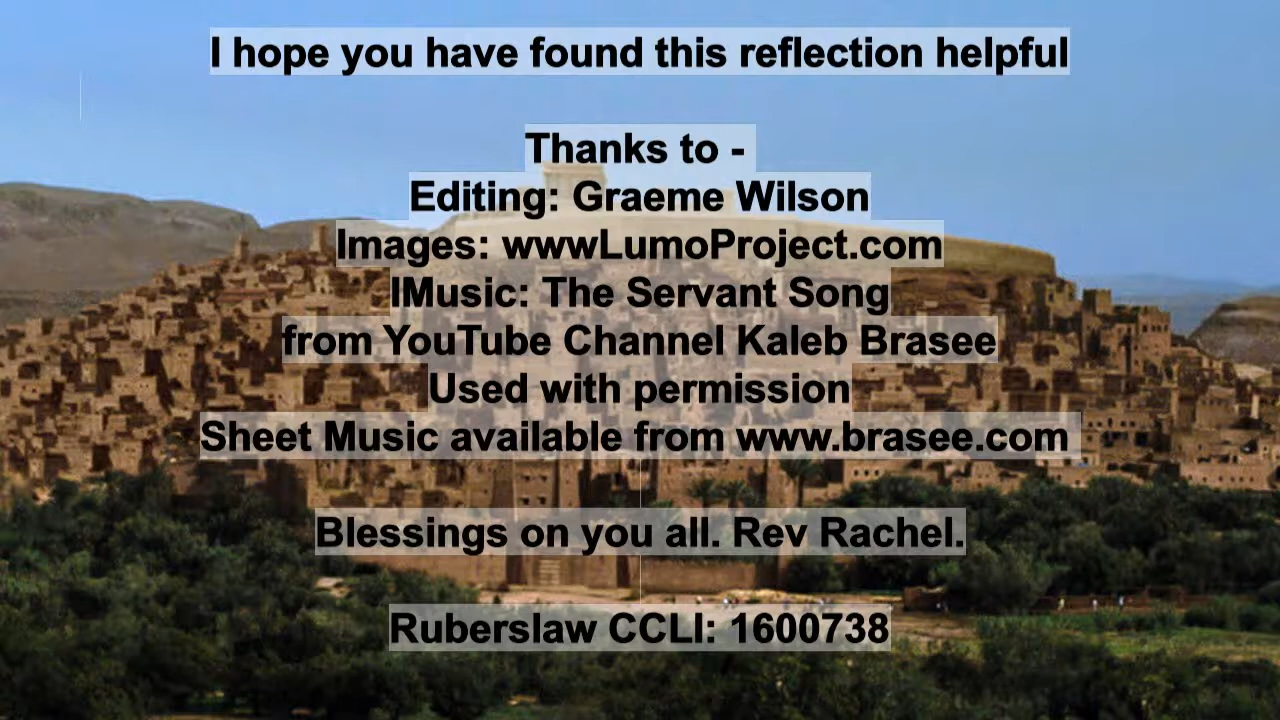 I hope you have found this reflection helpful
Thanks to -
Editing: Graeme Wilson
Images: wwwLumoProject.com
IMusic: The Servant Song
from YouTube Channel Kaleb Brasee
Used with permission
Sheet Music available from www.brasee.com
Blessings on you all. Rev Rachel.
Ruberslaw CCLI: 1600738